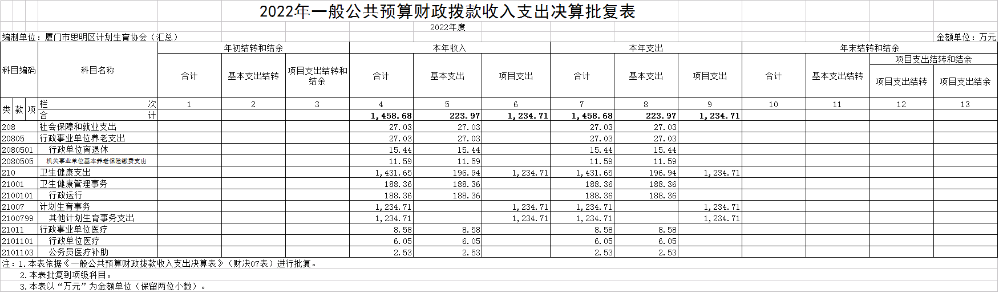 2022年一般公共预算财政拨款收入支出决算批复表
2022年度
编制单位：厦门市思明区计划生育协会（汇总） 金额单位：万元
科目编码 科目名称 年初结转和结余 本年收入 本年支出 年末结转和结余
合计 基本支出结转 项目支出结转和结余 合计 基本支出 项目支出 合计 基本支出 项目支出 合计 基本支出结转 项目支出结转和结余
项目支出结转 项目支出结余
类 款 项 栏 次 1 2 3 4 5 6 7 8 9 10 11 12 13
合 计 1,458.68 223.97 1,234.71 1,458.68 223.97 1,234.71
208 社会保障和就业支出 27.03 27.03 27.03 27.03
20805 行政事业单位养老支出 27.03 27.03 27.03 27.03
2080501 行政单位离退休 15.44 15.44 15.44 15.44
2080505 机关事业单位基本养老保险缴费支出 11.59 11.59 11.59 11.59
210 卫生健康支出 1,431.65 196.94 1,234.71 1,431.65 196.94 1,234.71
21001 卫生健康管理事务 188.36 188.36 188.36 188.36
2100101 行政运行 188.36 188.36 188.36 188.36
21007 计划生育事务 1,234.71 1,234.71 1,234.71 1,234.71
2100799 其他计划生育事务支出 1,234.71 1,234.71 1,234.71 1,234.71
21011 行政事业单位医疗 8.58 8.58 8.58 8.58
2101101 行政单位医疗 6.05 6.05 6.05 6.05
2101103 公务员医疗补助 2.53 2.53 2.53 2.53
注：1.本表依据《一般公共预算财政拨款收入支出决算表》（财决07表）进行批复。
2.本表批复到项级科目。
3.本表以“万元”为金额单位（保留两位小数）。